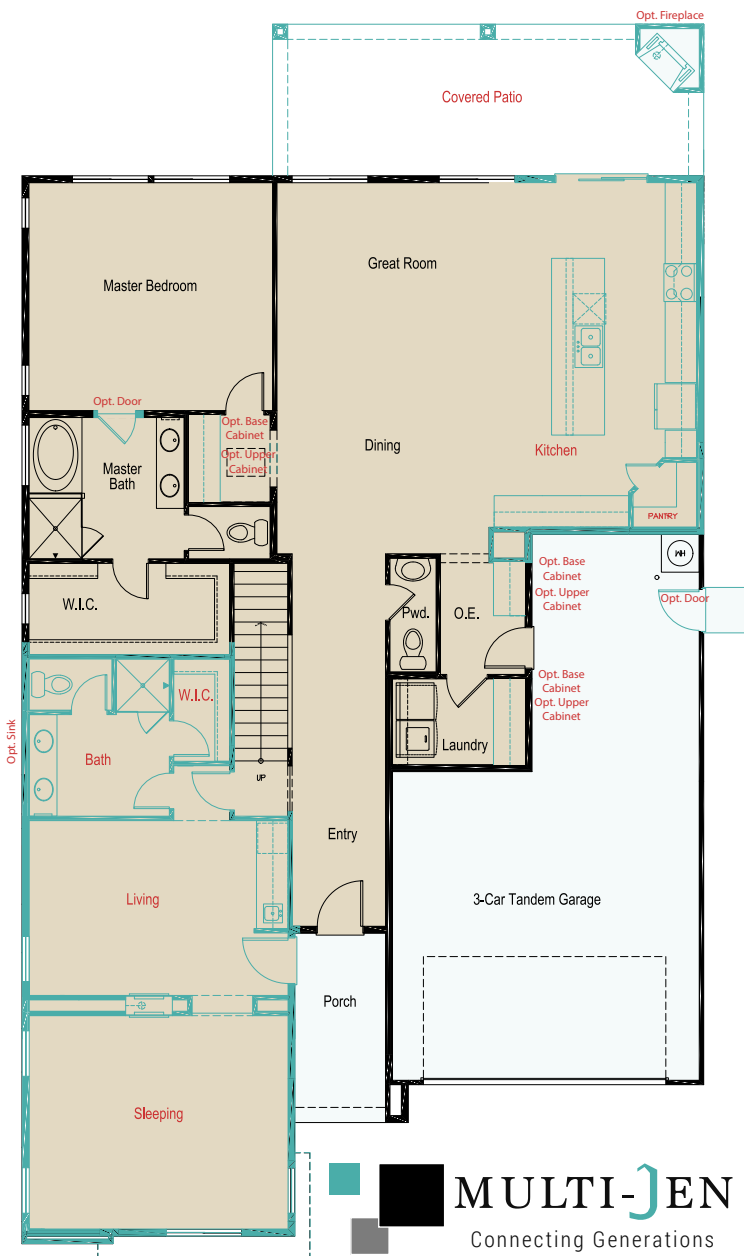 Opt. Fireplace
Covered Patio
Great Room
Master Bedroom
Opt. Door
Opt. Base
Cabinet
Opt. Upper
Cabinet
Master
Bath
Dining
Kitchen
PANTRY
HM
Opt. Base
Cabinet
Opt. Upper
Cabinet
Opt. Door
W.I.C.
Pwd.
O.E.
Opt. Base
Cabinet
Opt. Upper
Cabinet
W.I.C.
Opt. Sink
Bath
Laundry
UP
Entry
Living
3-Car Tandem Garage
Porch
Sleeping
MULTI-JEN
Connecting Generations